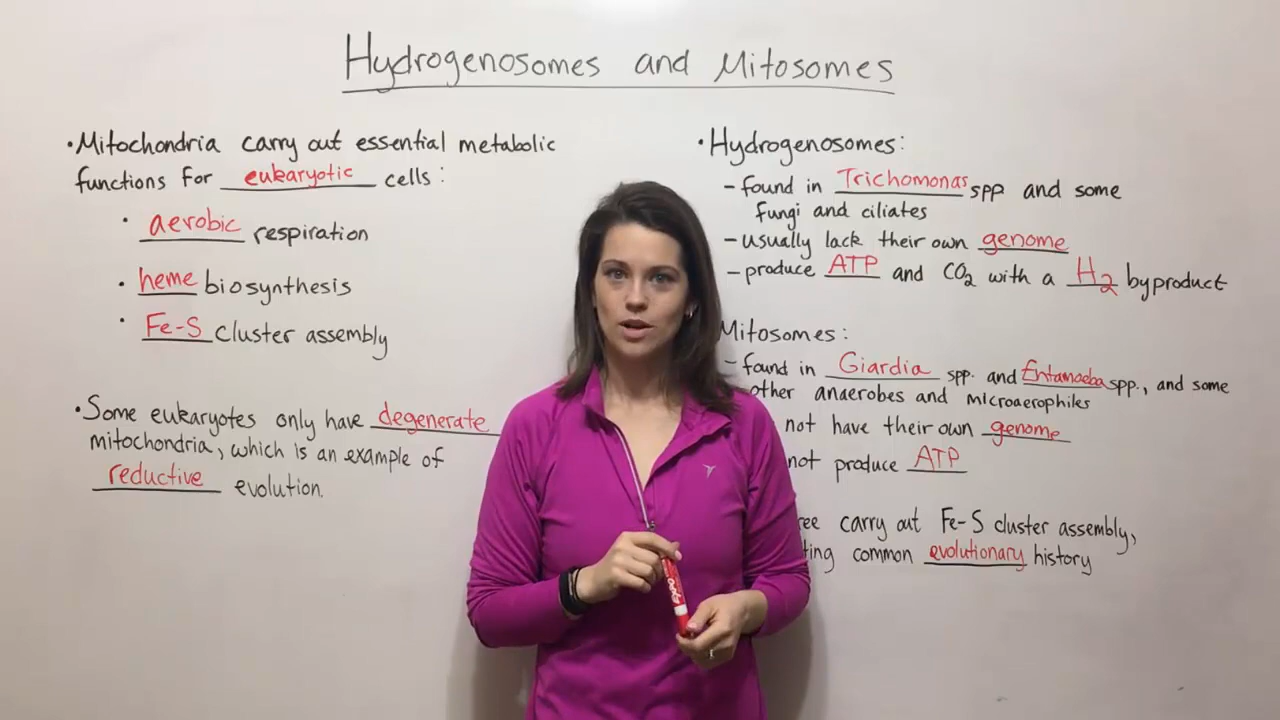 Hydrogenosomes and Mitosomes
•Mitochondria carry out essential metabolic
functions for eukaryotic cells:
• aerobic respiration
• heme biosynthesis
• Fe-S cluster assembly
•Some eukaryotes only have degenerate
mitochondria, which is an example of
reductive evolution.
•Hydrogenosomes:
- found in Trichomonas spp and some
fungi and ciliates
- usually lack their own genome
- produce ATP and CO2 with a H2 byproduct
Mitosomes:
- found in Giardia spp. and Entamoeba spp., and some
other anaerobes and microaerophiles
not have their own genome
not produce ATP
carry out Fe-S cluster assembly,
common evolutionary history
EXPO